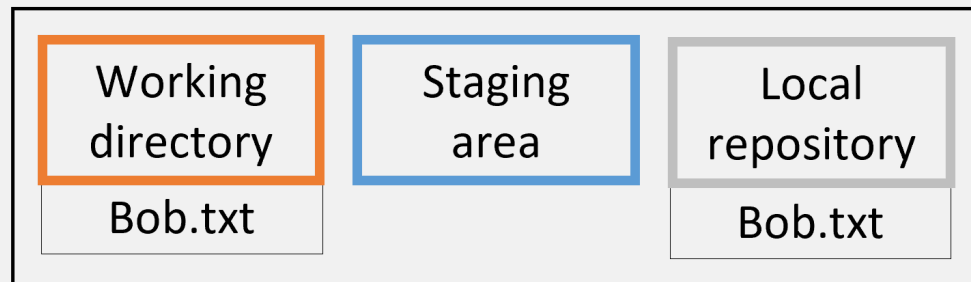 Working
directory
Bob.txt
Staging
area
Local
repository
Bob.txt